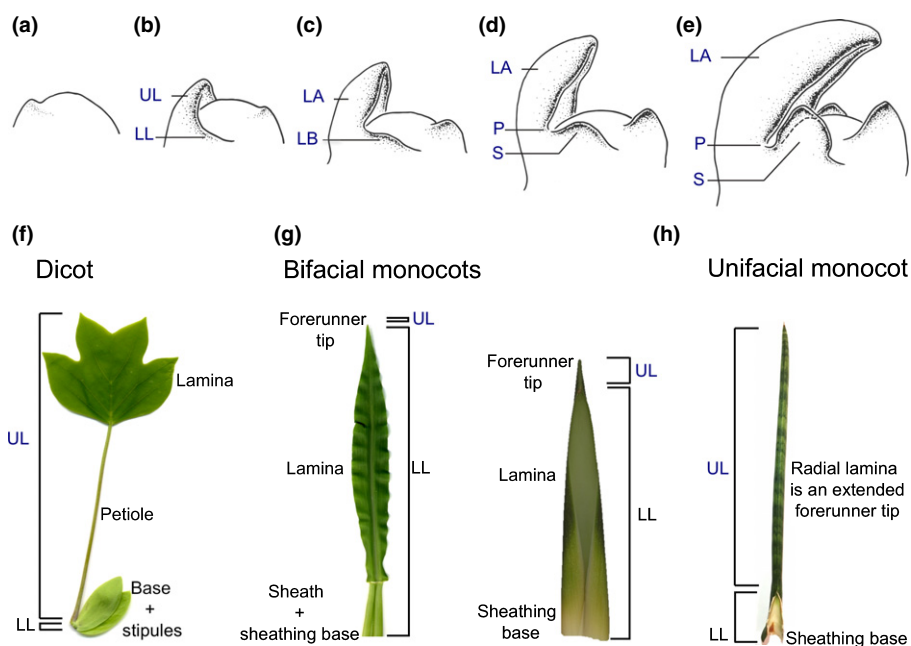 (a)
(b)
(c)
(d)
(e)
UL
LL
LA
LB
LA
P
S
LA
P
S
(f)
(g)
(h)
Dicot
Bifacial monocots
Unifacial monocot
UL
Lamina
Petiole
LL
Base
+
stipules
Forerunner
tip
UL
Lamina
LL
Sheath
+
sheathing base
Forerunner
tip
UL
Lamina
LL
Sheathing
base
UL
Radial lamina
is an extended
forerunner tip
LL
Sheathing base